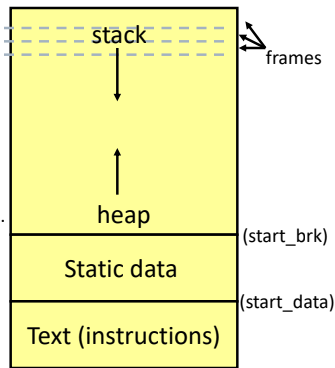 stack
frames
heap
(start_brk)
Static data
(start_data)
Text (instructions)